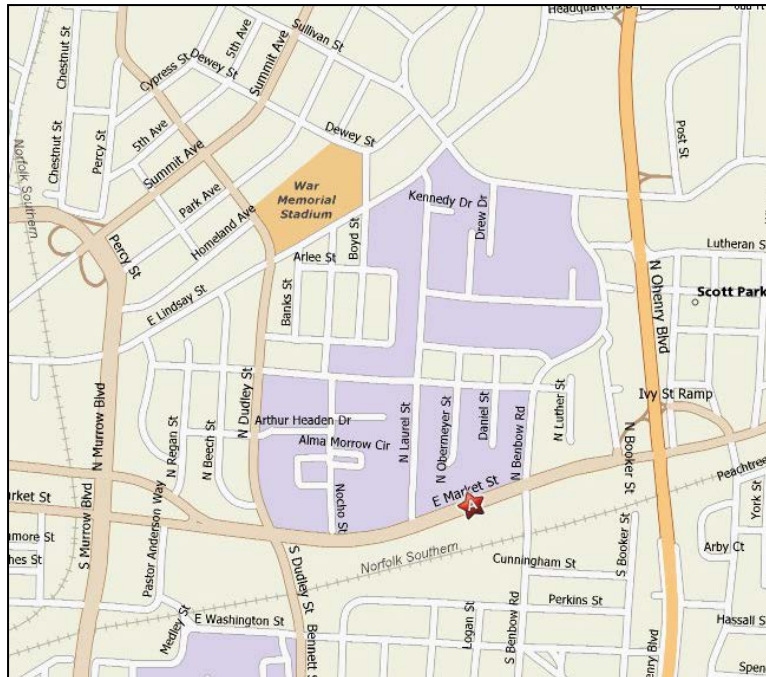 Headquarters D
Sullivan St
5th Ave
Summit Ave
Dewey St
Cypress St
Chestnut St
Chestnut St
Percy St
5th Ave
Summit Ave
Dewey St
Post St
Norfolk Southern
Park Ave
War
Memorial
Stadium
Kennedy Dr
Drew Dr
Homeland Ave
Boyd St
Percy St
Arlee St
Lutheran S
Banks St
E Lindsay St
N Ohenry Blvd
Scott Park
N Murrow Blvd
N Dudley St
Ivy St Ramp
N Regan St
N Beech St
Arthur Headen Dr
Alma Morrow Cir
N Laurel St
N Obermeyer St
Daniel St
N Benbow Rd
N Luther St
N Booker St
Peachtree
arket St
S Murrow Blvd
Pastor Anderson Way
Nocho St
E Market St
A
York St
amore St
hes St
Norfolk Southern
Cunningham St
S Booker St
Arby Ct
S Dudley St
Perkins St
Medley St
E Washington St
Bennett S
Logan St
S Benbow Rd
Hassall S
enry Blvd
Spen